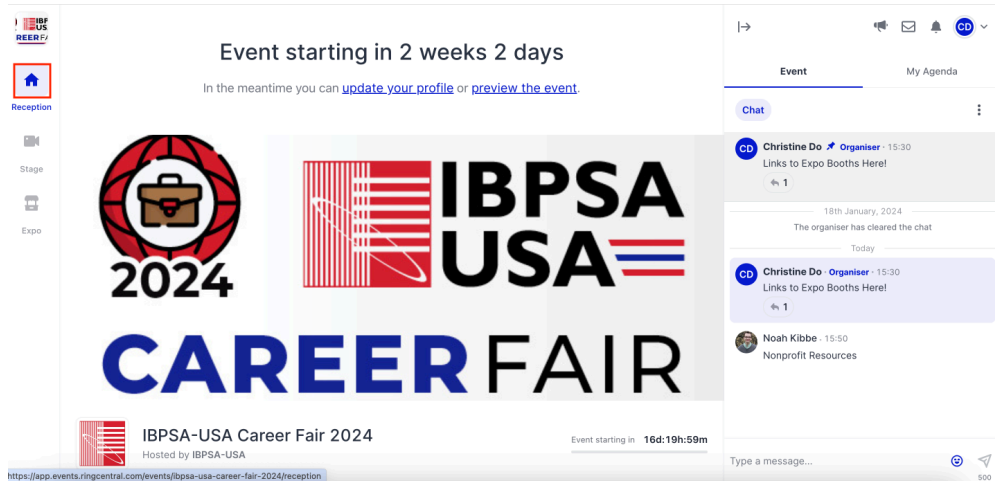 IBF
US
REERF
Reception
Stage
Expo
Event starting in 2 weeks 2 days
In the meantime you can update your profile or preview the event.
2024
IBPSA
USA
CAREER FAIR
IBPSA-USA Career Fair 2024
Hosted by IBPSA-USA
Event starting in 16d:19h:59m
https://app.events.ringcentral.com/events/ibpsa-usa-career-fair-2024/reception
CD
Event
My Agenda
Chat
CD
Christine Do Organiser · 15:30
Links to Expo Booths Here!
1
18th January, 2024
The organiser has cleared the chat
Today
CD
Christine Do · Organiser · 15:30
Links to Expo Booths Here!
1
Noah Kibbe · 15:50
Nonprofit Resources
Type a message...
500